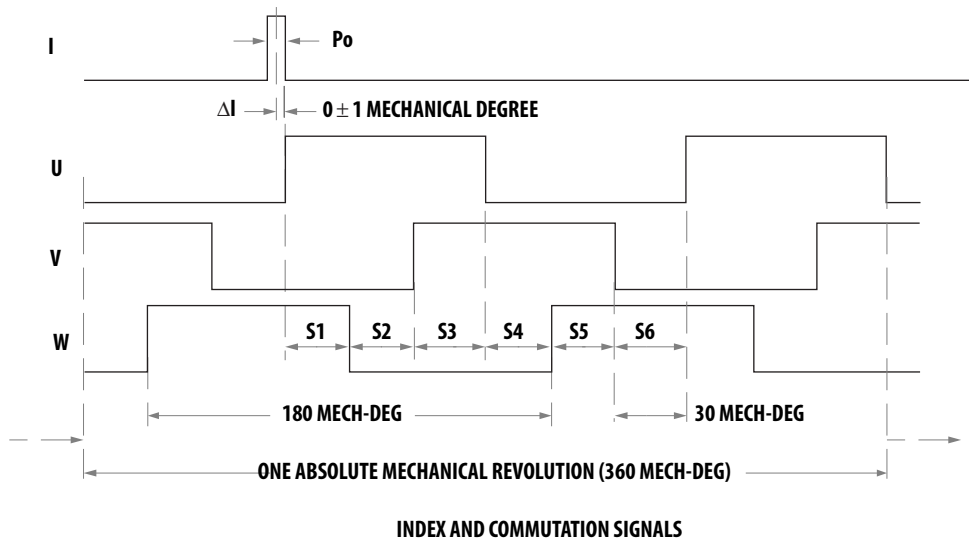 I
Po
ΔI
0 ± 1 MECHANICAL DEGREE
U
V
W
S1 S2 S3 S4 S5 S6
180 MECH-DEG
30 MECH-DEG
ONE ABSOLUTE MECHANICAL REVOLUTION (360 MECH-DEG)
INDEX AND COMMUTATION SIGNALS